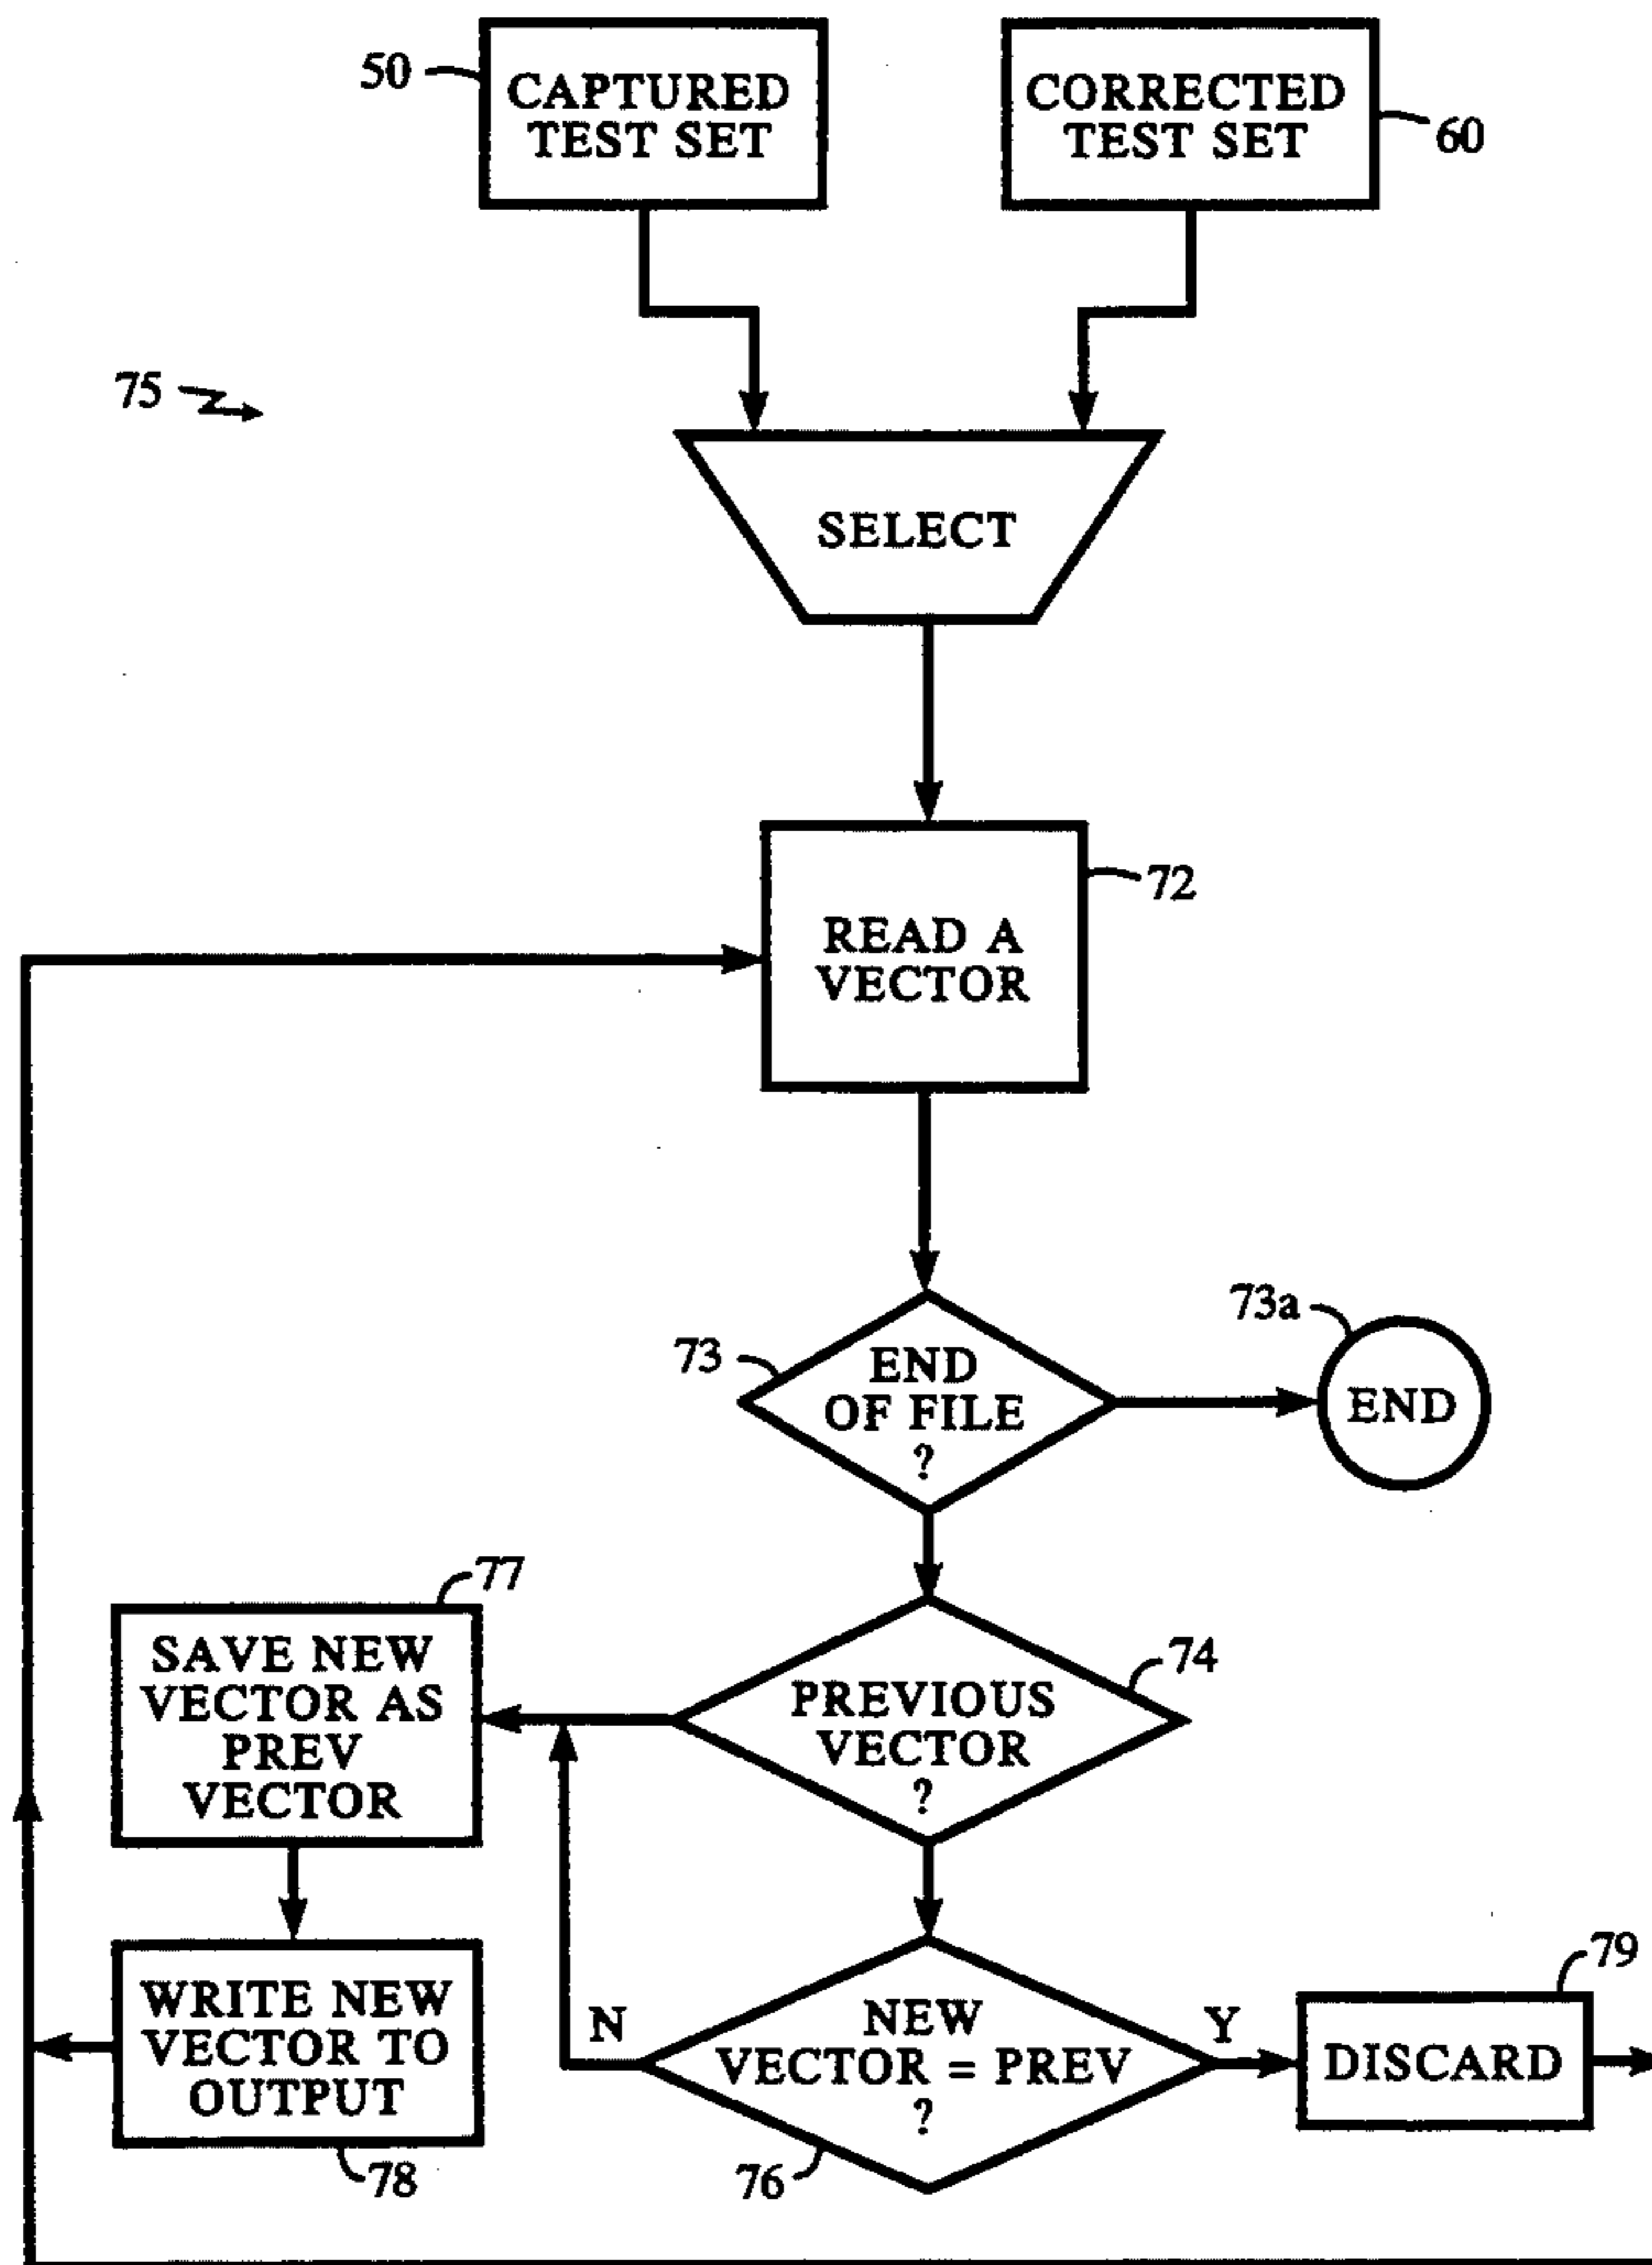 50
CAPTURED
TEST SET
CORRECTED
TEST SET
60
75
SELECT
72
READ A
VECTOR
73
END
OF FILE
?
73a
END
77
SAVE NEW
VECTOR AS
PREV
VECTOR
74
PREVIOUS
VECTOR
?
WRITE NEW
VECTOR TO
OUTPUT
78
N
NEW
VECTOR = PREV
?
Y
76
79
DISCARD